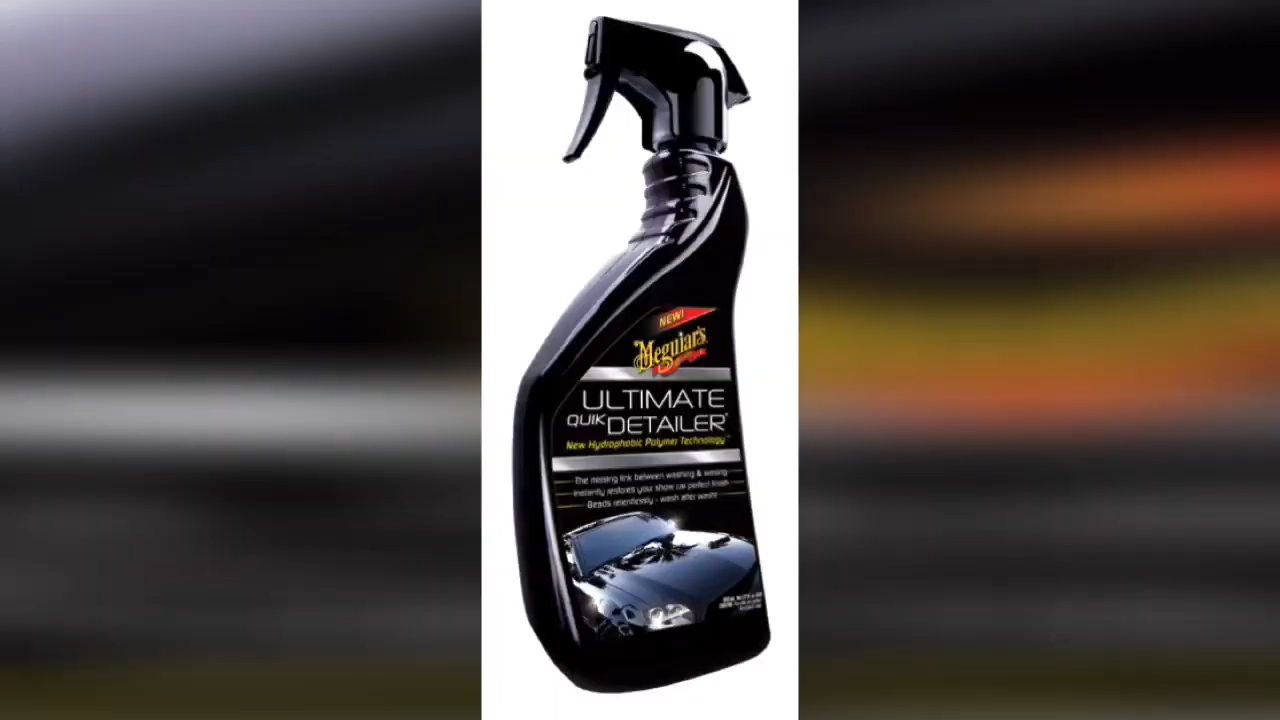 NEW!
Meguiar's
ULTIMATE
QUIK DETAILER
New Hydrophobic Polymer Technology™
The missing link between washing & waxing
Instantly restores your show car perfect finish
Beads relentlessly - wash after wash!